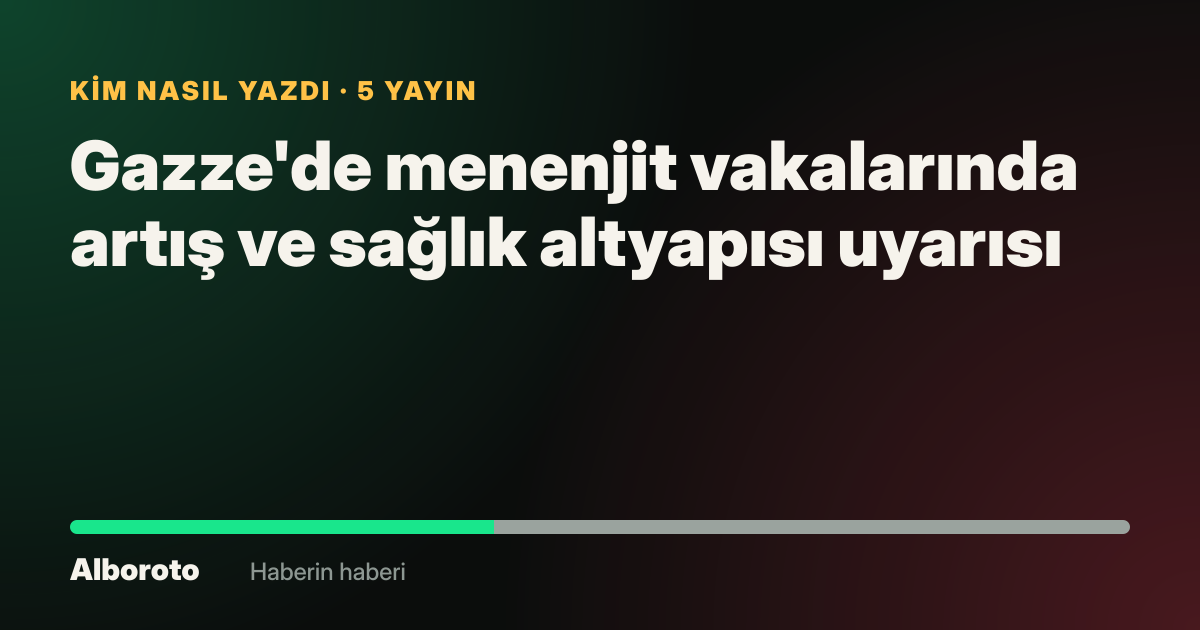 KİM NASIL YAZDI · 5 YAYIN
Gazze'de menenjit vakalarında
artış ve sağlık altyapısı uyarısı
Alboroto
Haberin haberi